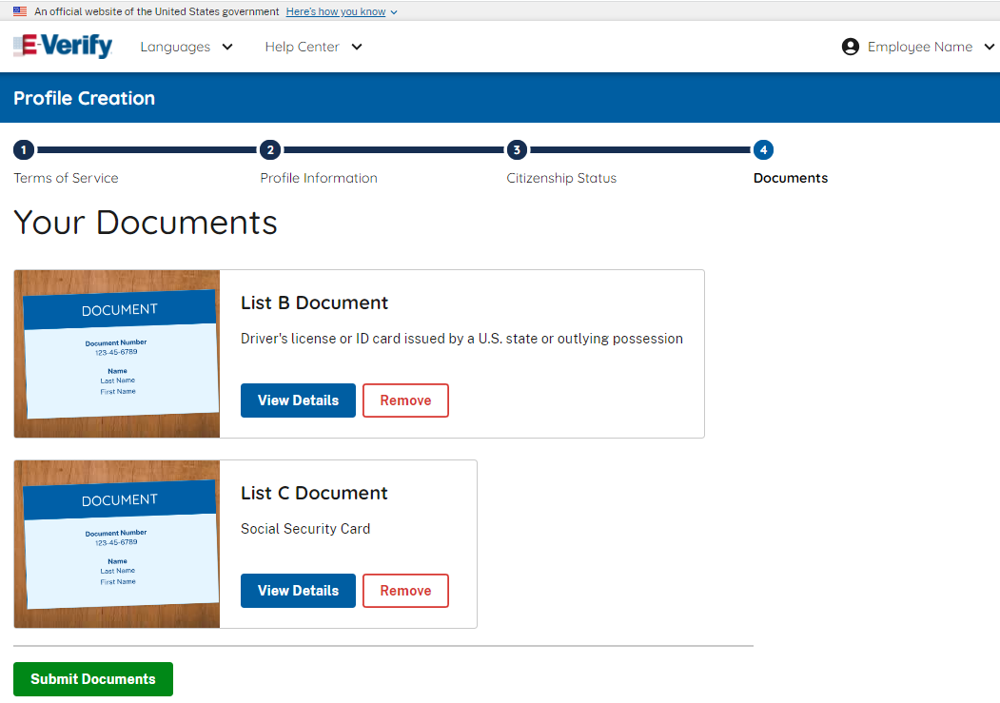 An official website of the United States government Here's how you know
E-Verify Languages Help Center Employee Name
Profile Creation
1 2 3 4
Terms of Service Profile Information Citizenship Status Documents
Your Documents
DOCUMENT
Document Number
123-45-6789
Name
Last Name
First Name
List B Document
Driver's license or ID card issued by a U.S. state or outlying possession
View Details Remove
DOCUMENT
Document Number
123-45-6789
Name
Last Name
First Name
List C Document
Social Security Card
View Details Remove
Submit Documents